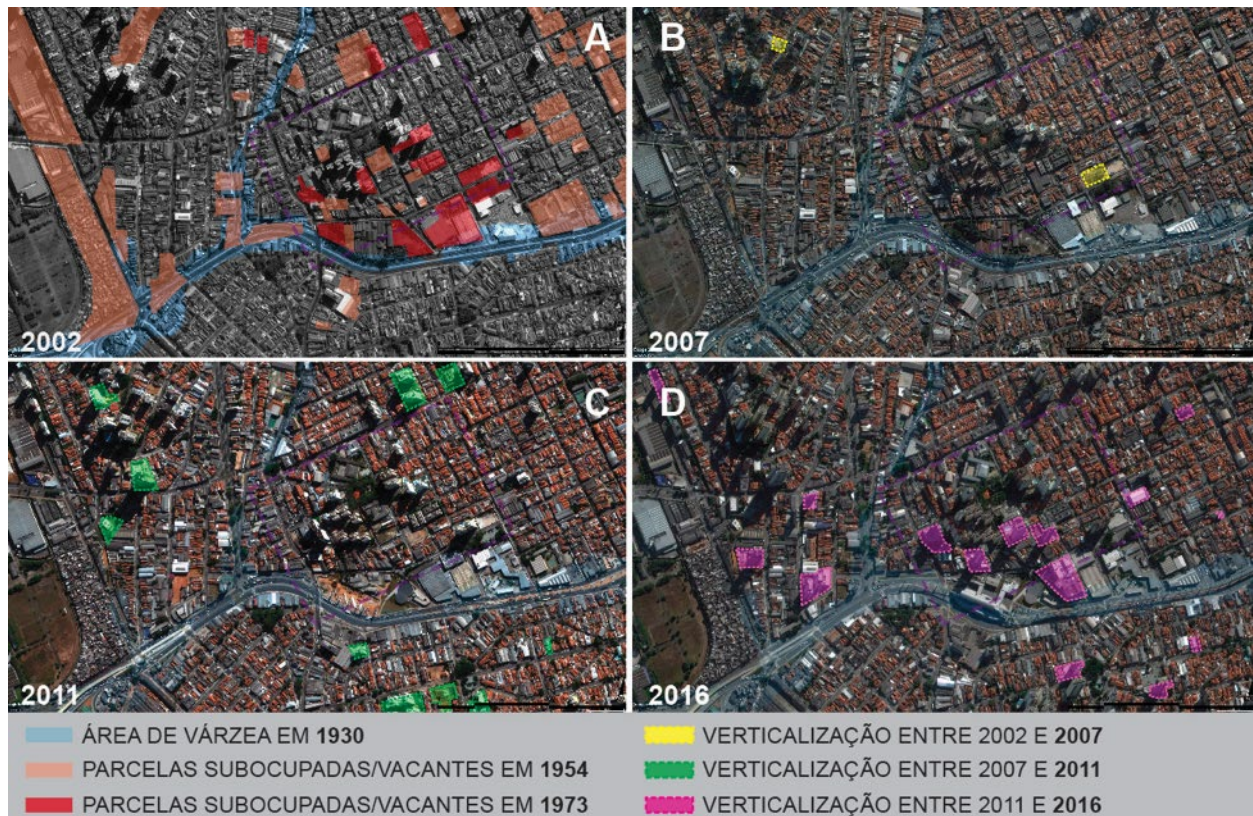 A
B
2002
2007
C
D
2011
2016
ÁREA DE VÁRZEA EM 1930
PARCELAS SUBOCUPADAS/VACANTES EM 1954
PARCELAS SUBOCUPADAS/VACANTES EM 1973
VERTICALIZAÇÃO ENTRE 2002 E 2007
VERTICALIZAÇÃO ENTRE 2007 E 2011
VERTICALIZAÇÃO ENTRE 2011 E 2016